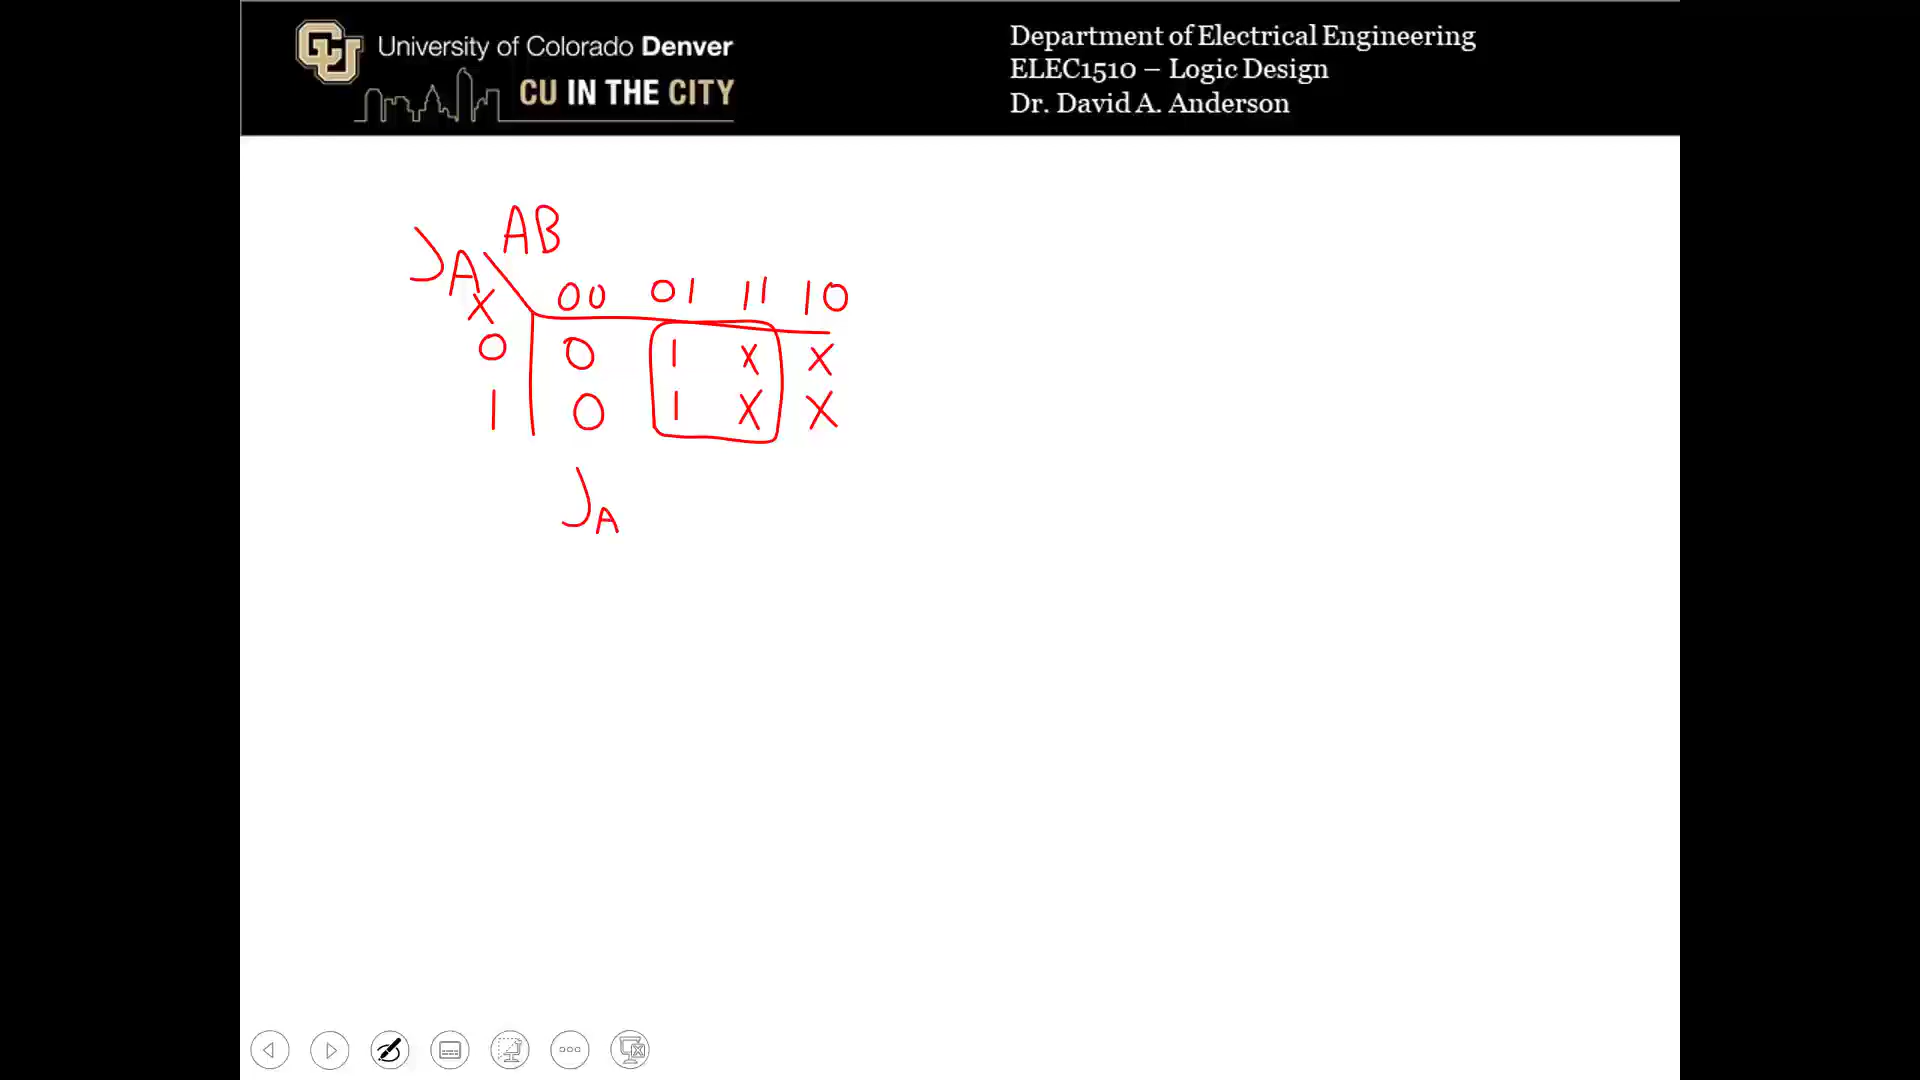 University of Colorado Denver
CU IN THE CITY
Department of Electrical Engineering
ELEC1510 – Logic Design
Dr. David A. Anderson
AB
JA
X
00 01 11 10
0 0 1 X X
1 0 1 X X
JA